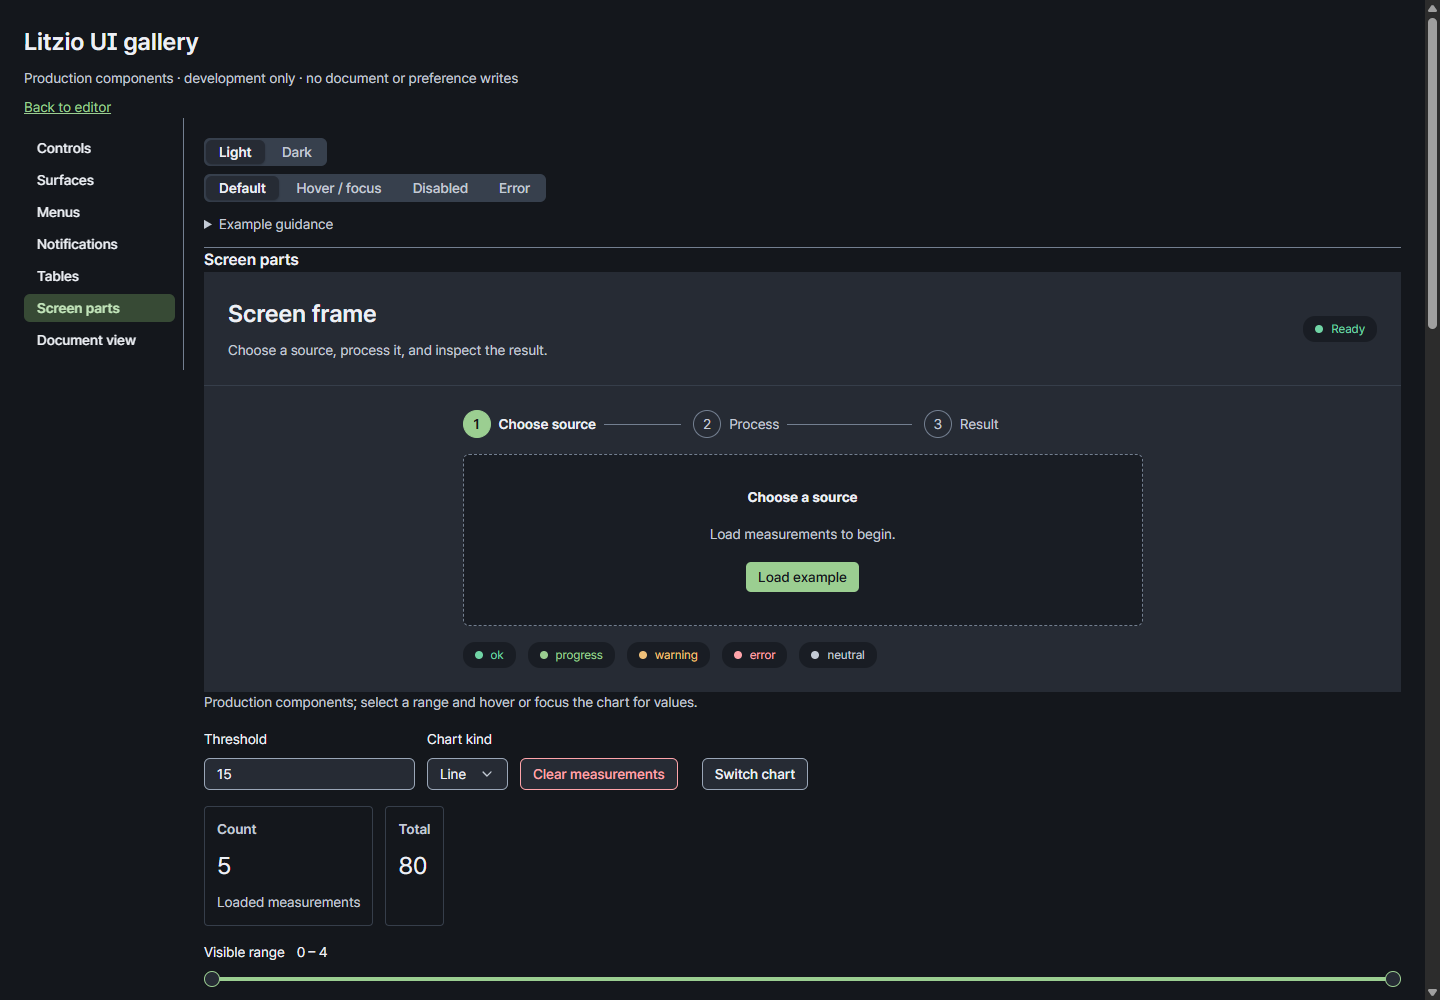 Litzio UI gallery
Production components · development only · no document or preference writes
Back to editor
Controls
Surfaces
Menus
Notifications
Tables
Screen parts
Document view
Light Dark
Default Hover / focus Disabled Error
Example guidance
Screen parts
Screen frame
Choose a source, process it, and inspect the result.
Ready
1 Choose source 2 Process 3 Result
Choose a source
Load measurements to begin.
Load example
ok progress warning error neutral
Production components; select a range and hover or focus the chart for values.
Threshold Chart kind
15 Line Clear measurements Switch chart
Count Total
5 80
Loaded measurements
Visible range 0 – 4